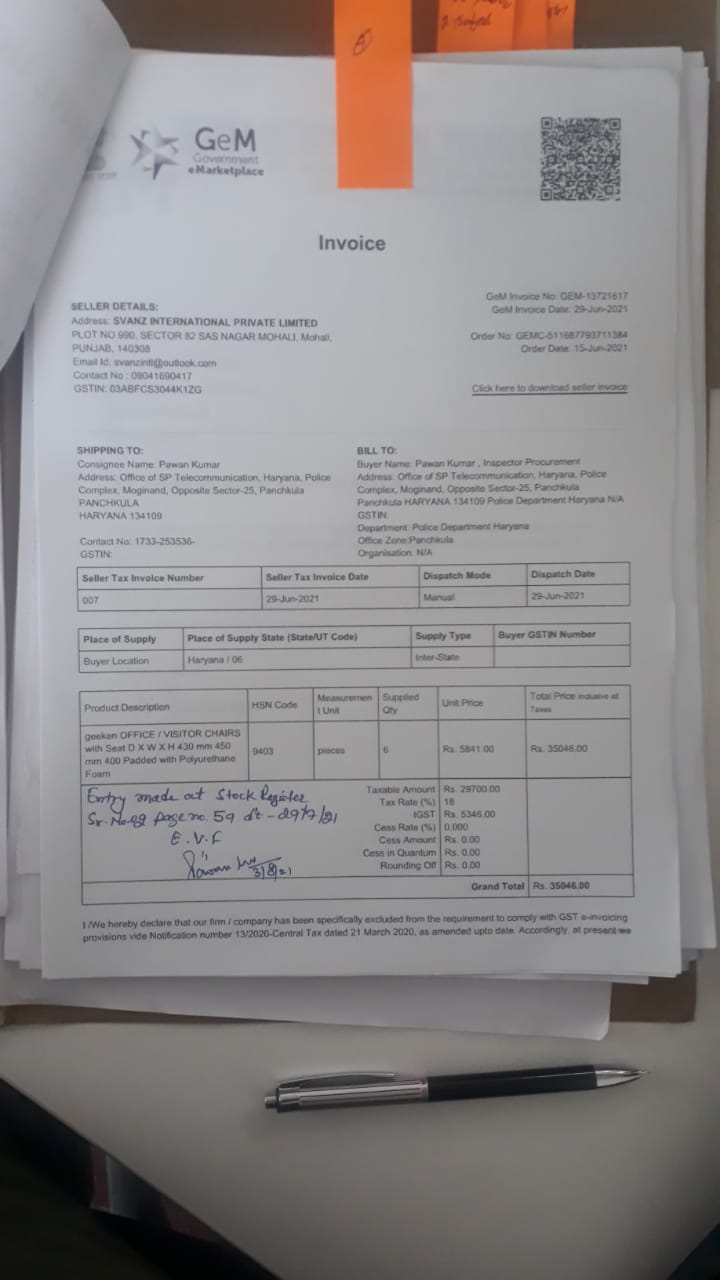 GeM
Government
eMarketplace
Invoice
GeM Invoice No: GEM-13721617
GeM Invoice Date: 29-Jun-2021
Order No: GEMC-511687793711384
Order Date: 15-Jun-2021
Click here to download seller invoice
SELLER DETAILS:
Address: SVANZ INTERNATIONAL PRIVATE LIMITED
PLOT NO 990, SECTOR 82 SAS NAGAR MOHALI, Mohali,
PUNJAB, 140308
Email Id: svanzintl@outlook.com
Contact No : 09041690417
GSTIN: 03ABFCS3044K1ZG
SHIPPING TO:
Consignee Name: Pawan Kumar
Address: Office of SP Telecommunication, Haryana, Police
Complex, Moginand, Opposite Sector-25, Panchkula
PANCHKULA
HARYANA 134109
Contact No: 1733-253536-
GSTIN:
BILL TO:
Buyer Name: Pawan Kumar , Inspector Procurement
Address: Office of SP Telecommunication, Haryana, Police
Complex, Moginand, Opposite Sector-25, Panchkula
Panchkula HARYANA 134109 Police Department Haryana N/A
GSTIN:
Department: Police Department Haryana
Office Zone:Panchkula
Organisation: N/A
Seller Tax Invoice Number Seller Tax Invoice Date Dispatch Mode Dispatch Date
007 29-Jun-2021 Manual 29-Jun-2021
Place of Supply Place of Supply State (State/UT Code) Supply Type Buyer GSTIN Number
Buyer Location Haryana / 06 Inter-State
Product Description HSN Code Measuremen t Unit Supplied Qty Unit Price Total Price inclusive all Taxes
geeken OFFICE / VISITOR CHAIRS
with Seat D X W X H 430 mm 450
mm 400 Padded with Polyurethane
Foam
9403 pieces 6 Rs. 5841.00 Rs. 35046.00
Entry made at Stock Register
Sr. No. page no. 59 dt - 29/7/21
E.V.F
3/8/21
Taxable Amount Rs. 29700.00
Tax Rate (%) 18
IGST Rs. 5346.00
Cess Rate (%) 0.000
Cess Amount Rs. 0.00
Cess in Quantum Rs. 0.00
Rounding Off Rs. 0.00
Grand Total Rs. 35046.00
I /We hereby declare that our firm / company has been specifically excluded from the requirement to comply with GST e-invoicing
provisions vide Notification number 13/2020-Central Tax dated 21 March 2020, as amended upto date. Accordingly, at present we